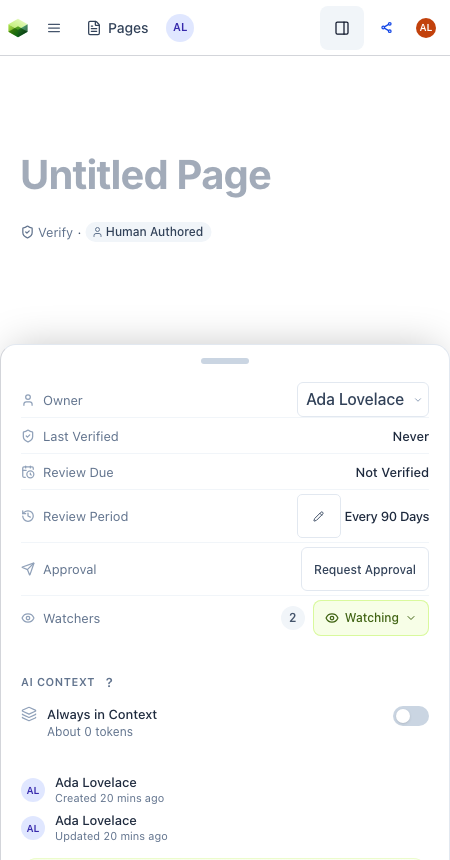 Pages AL AL
Untitled Page
Verify · Human Authored
Owner Ada Lovelace
Last Verified Never
Review Due Not Verified
Review Period Every 90 Days
Approval Request Approval
Watchers 2 Watching
AI CONTEXT ?
Always in Context
About 0 tokens
AL Ada Lovelace
Created 20 mins ago
AL Ada Lovelace
Updated 20 mins ago